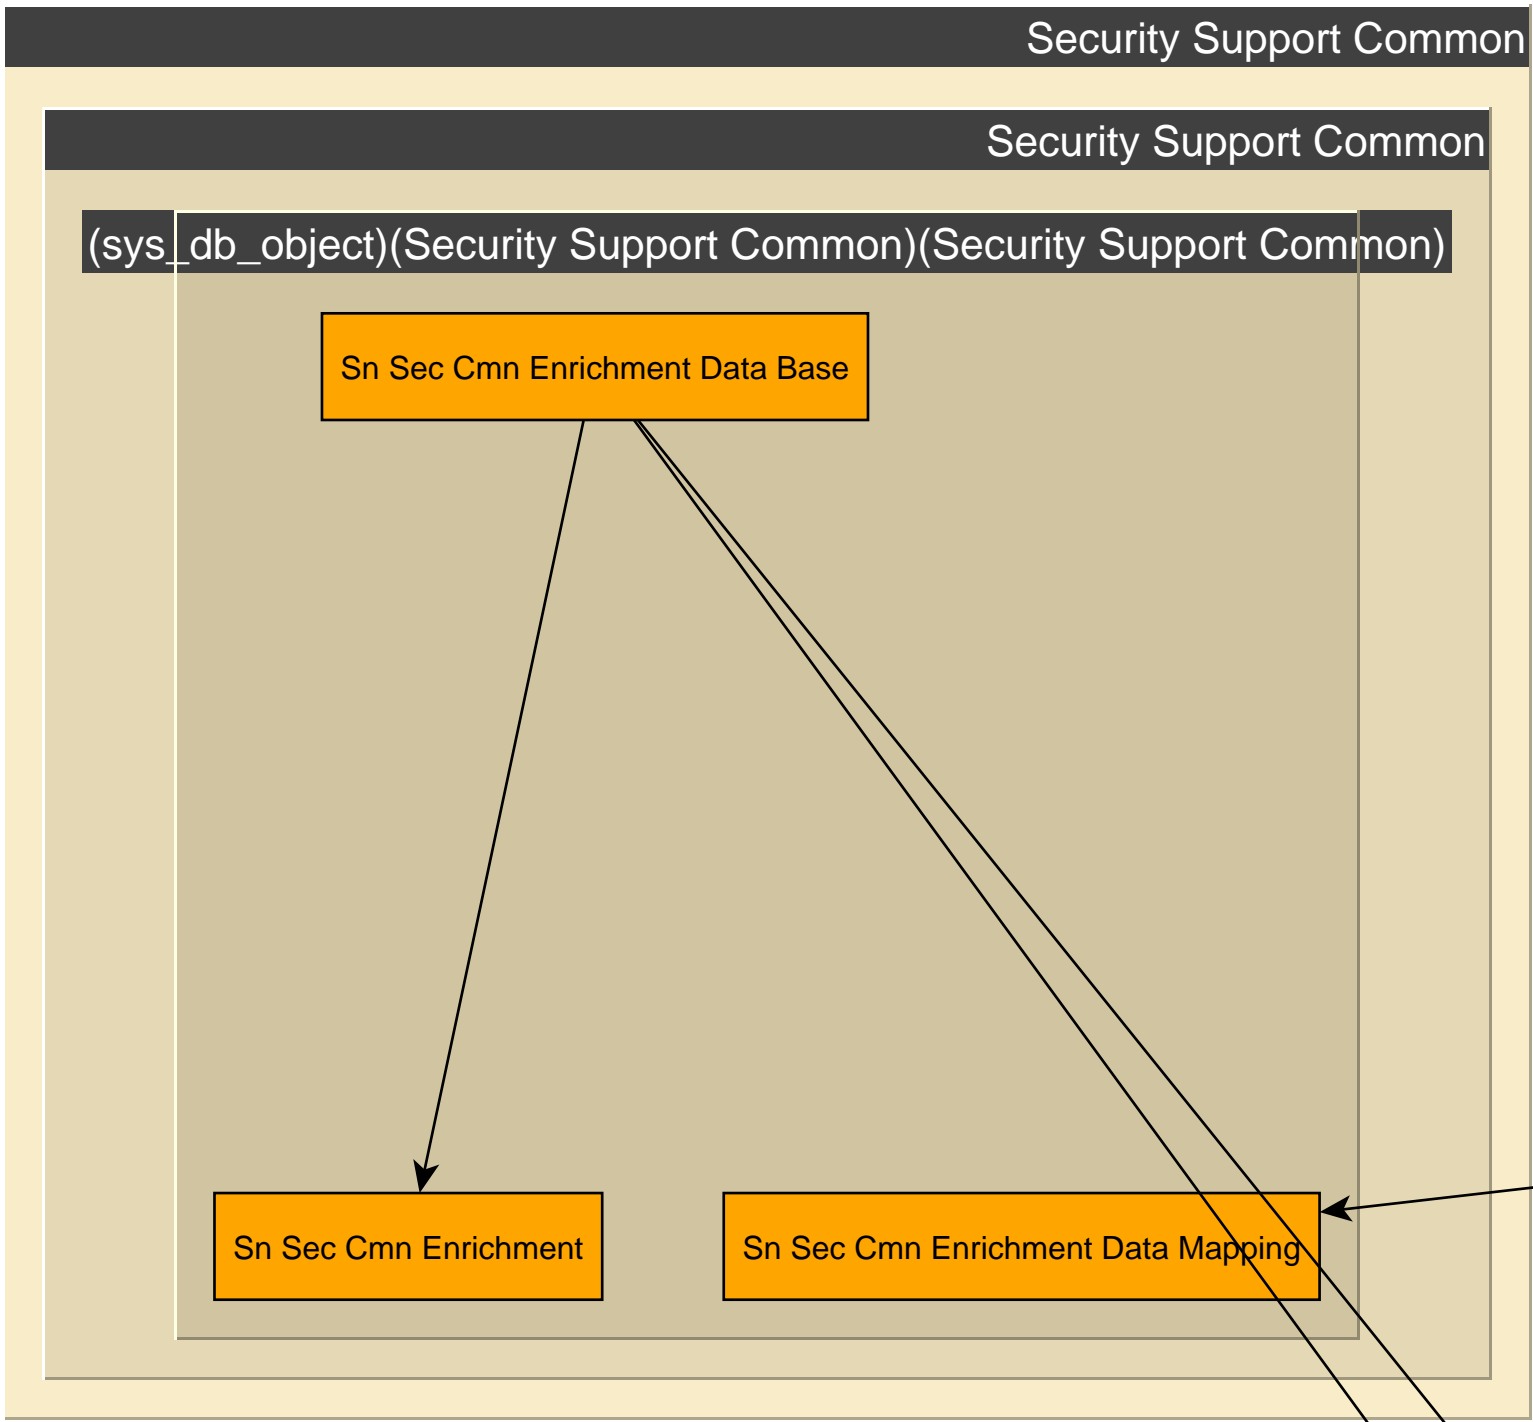 Security Support Common
Security Support Common
(sys_db_object)(Security Support Common)(Security Support Common)
Sn Sec Cmn Enrichment Data Base
Sn Sec Cmn Enrichment
Sn Sec Cmn Enrichment Data Mapping